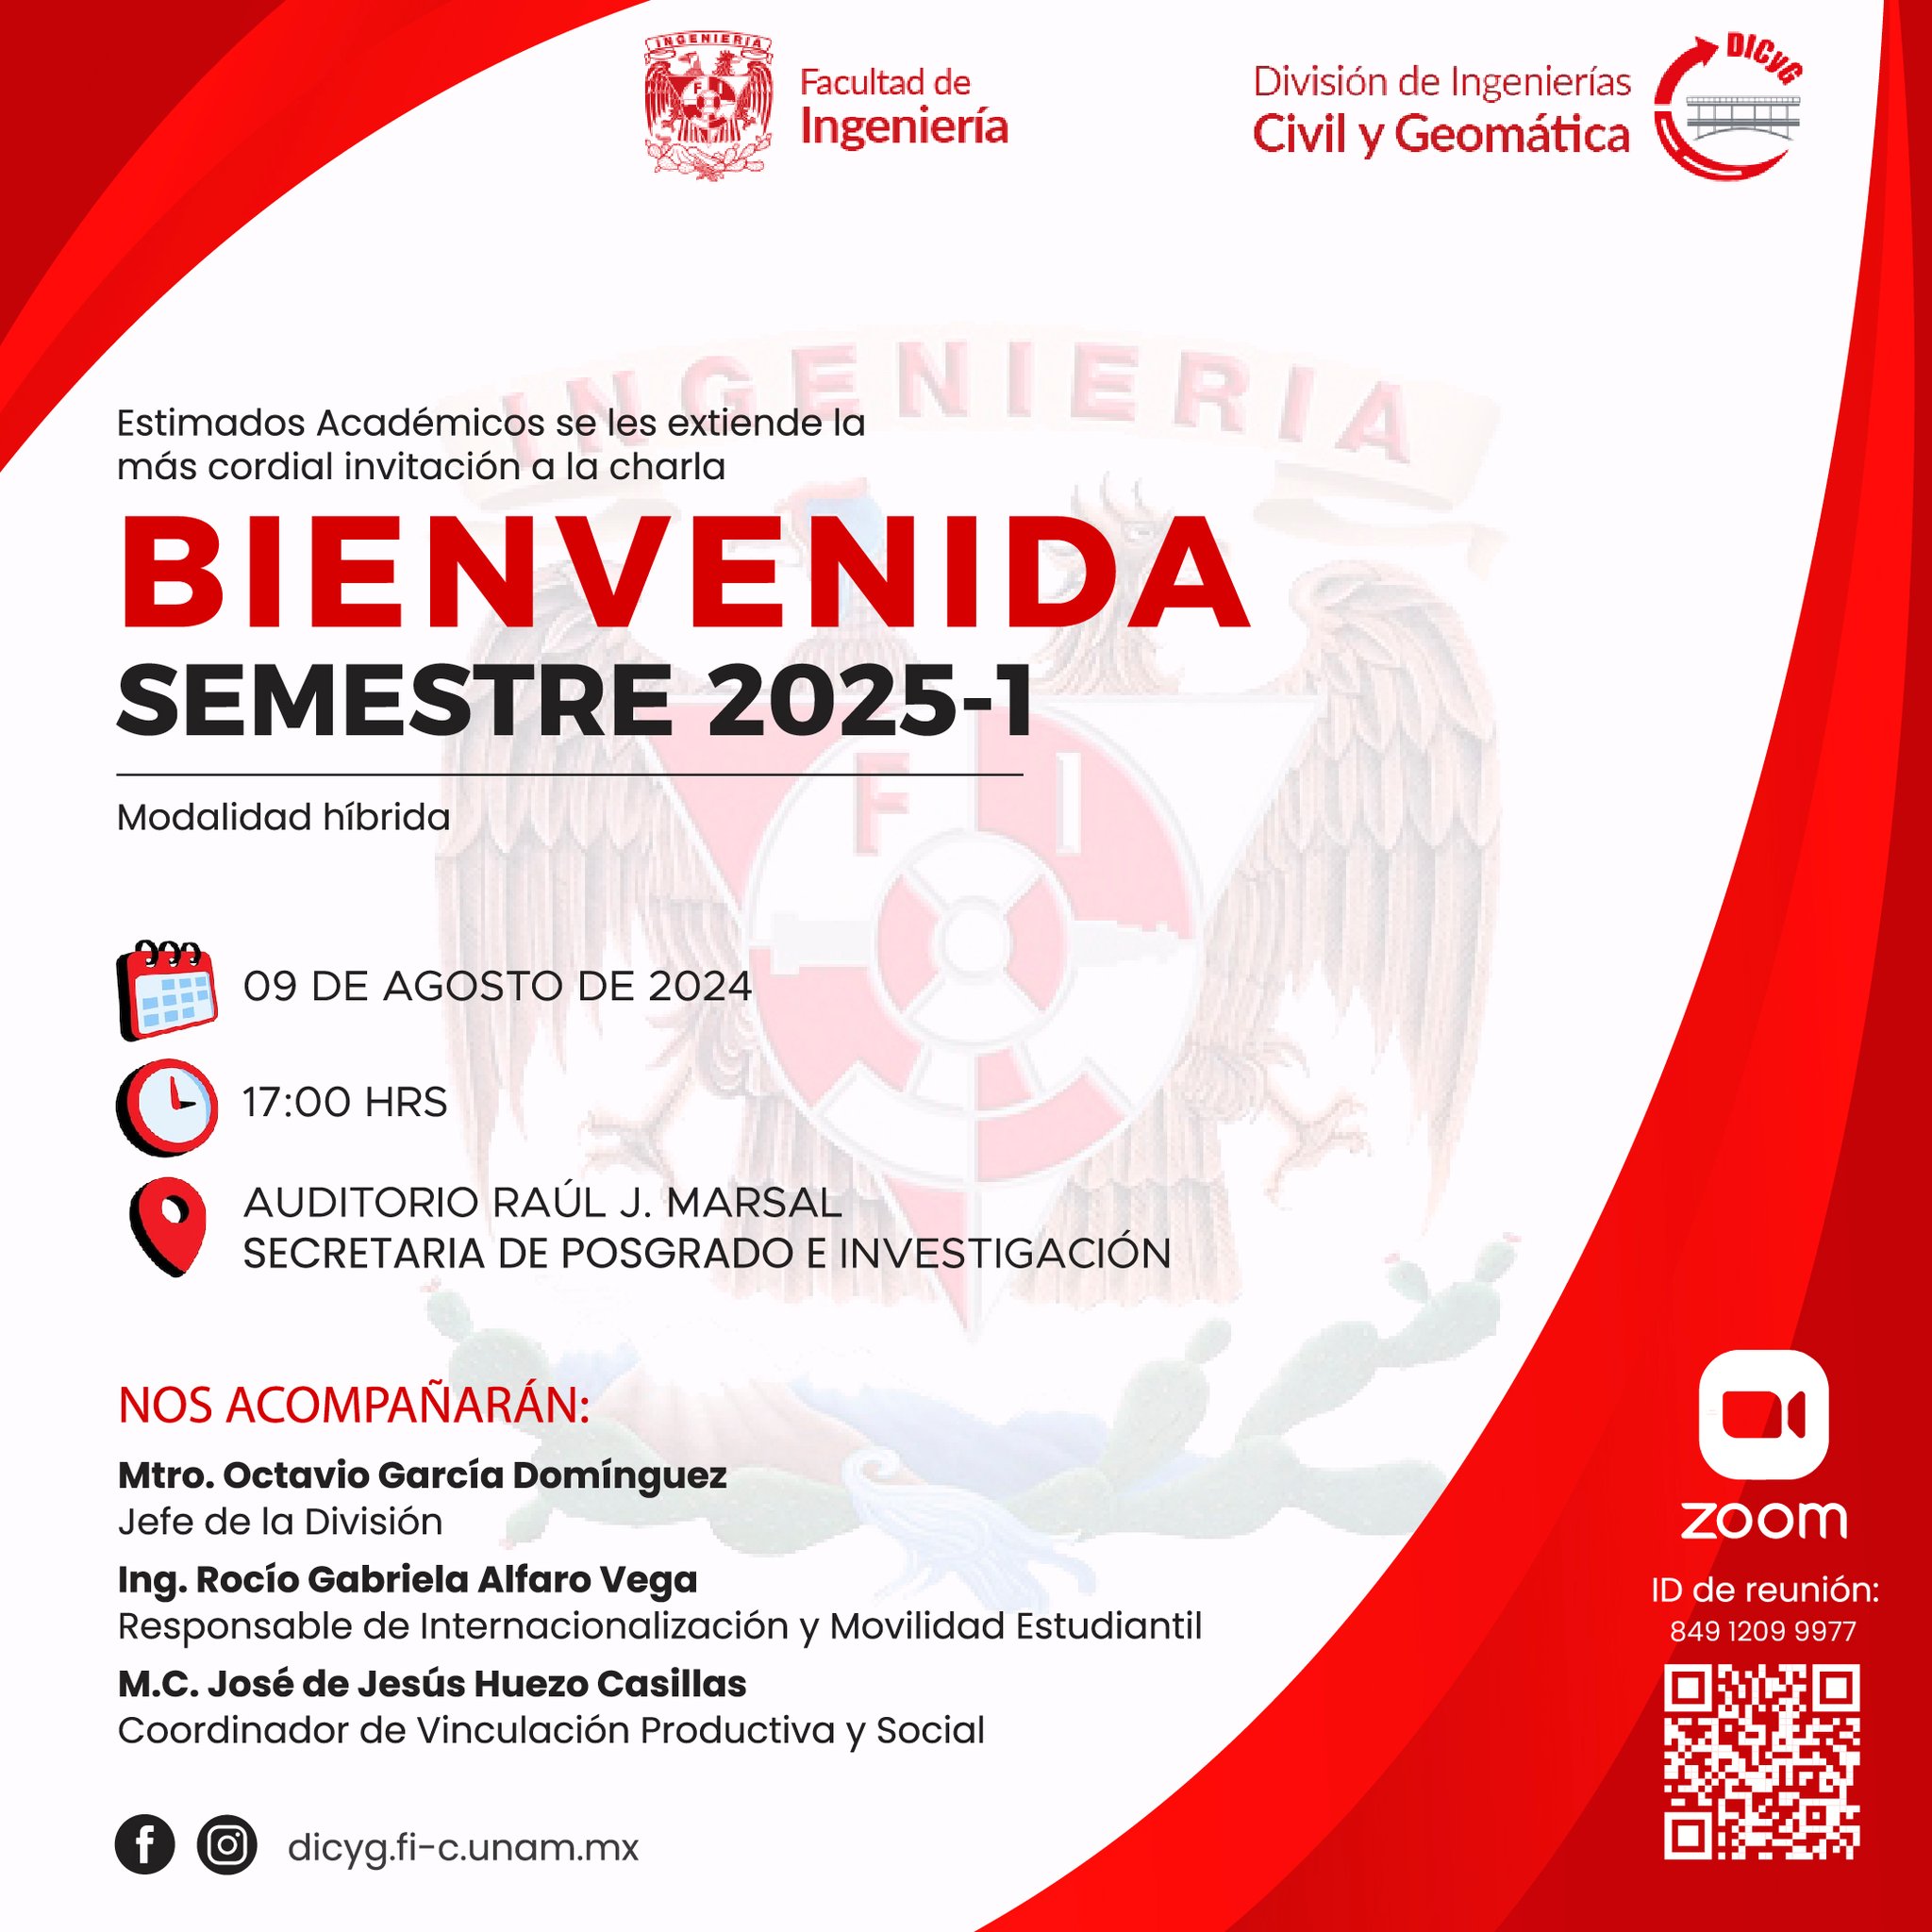 INGENIERIA
F I
Facultad de
Ingeniería
División de Ingenierías
Civil y Geomática
DICyG
INGENIERIA
Estimados Académicos se les extiende la
más cordial invitación a la charla
BIENVENIDA
SEMESTRE 2025-1
F I
Modalidad híbrida
09 DE AGOSTO DE 2024
17:00 HRS
AUDITORIO RAÚL J. MARSAL
SECRETARIA DE POSGRADO E INVESTIGACIÓN
NOS ACOMPAÑARÁN:
Mtro. Octavio García Domínguez
Jefe de la División
Ing. Rocío Gabriela Alfaro Vega
Responsable de Internacionalización y Movilidad Estudiantil
M.C. José de Jesús Huezo Casillas
Coordinador de Vinculación Productiva y Social
dicyg.fi-c.unam.mx
zoom
ID de reunión:
849 1209 9977